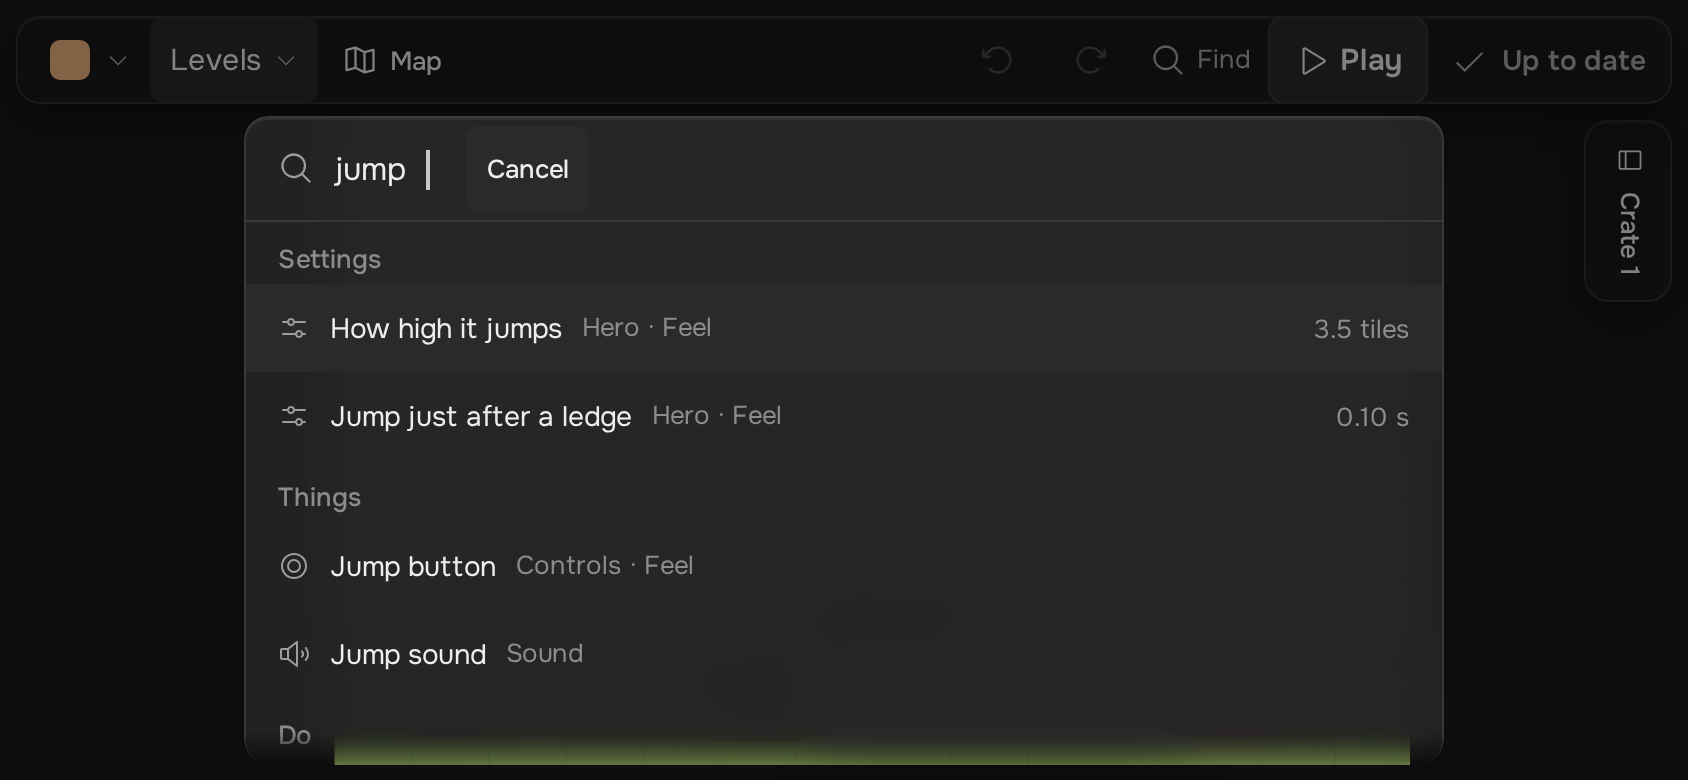 Levels Map Find Play Up to date
jump Cancel
Crate 1
Settings
How high it jumps Hero · Feel 3.5 tiles
Jump just after a ledge Hero · Feel 0.10 s
Things
Jump button Controls · Feel
Jump sound Sound
Do